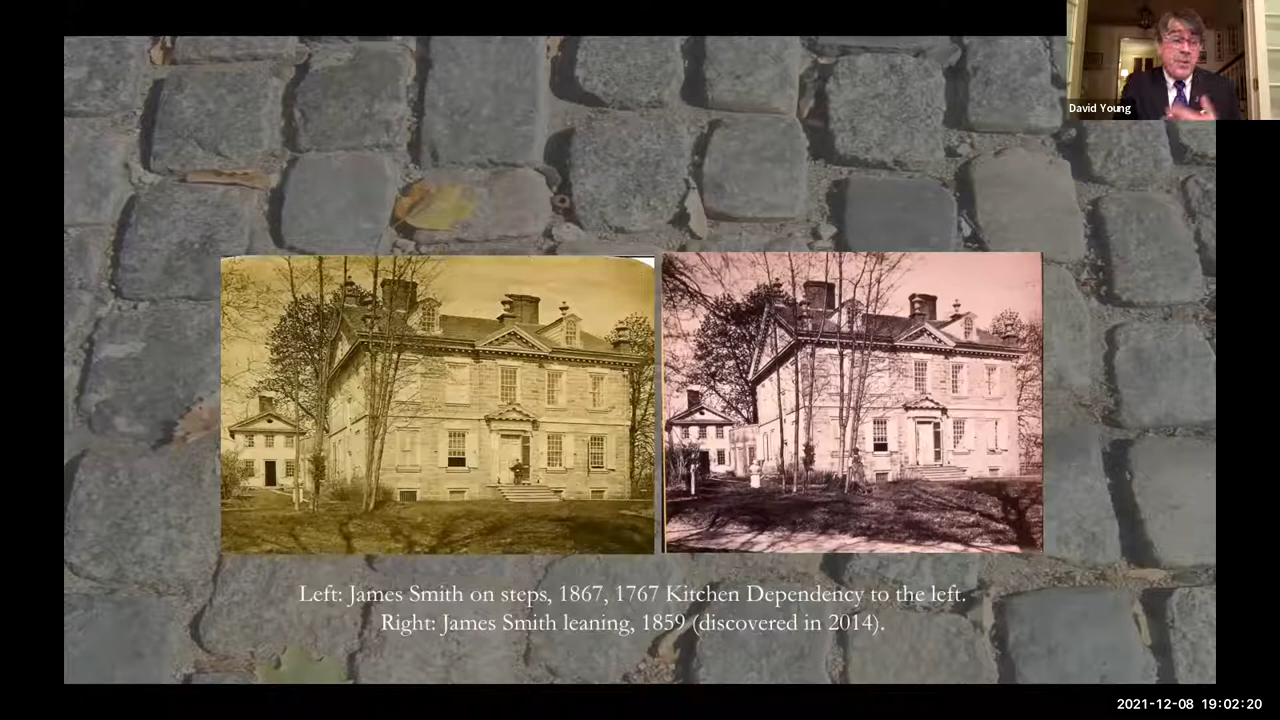 David Young
Left: James Smith on steps, 1867, 1767 Kitchen Dependency to the left.
Right: James Smith leaning, 1859 (discovered in 2014).
2021-12-08 19:02:20